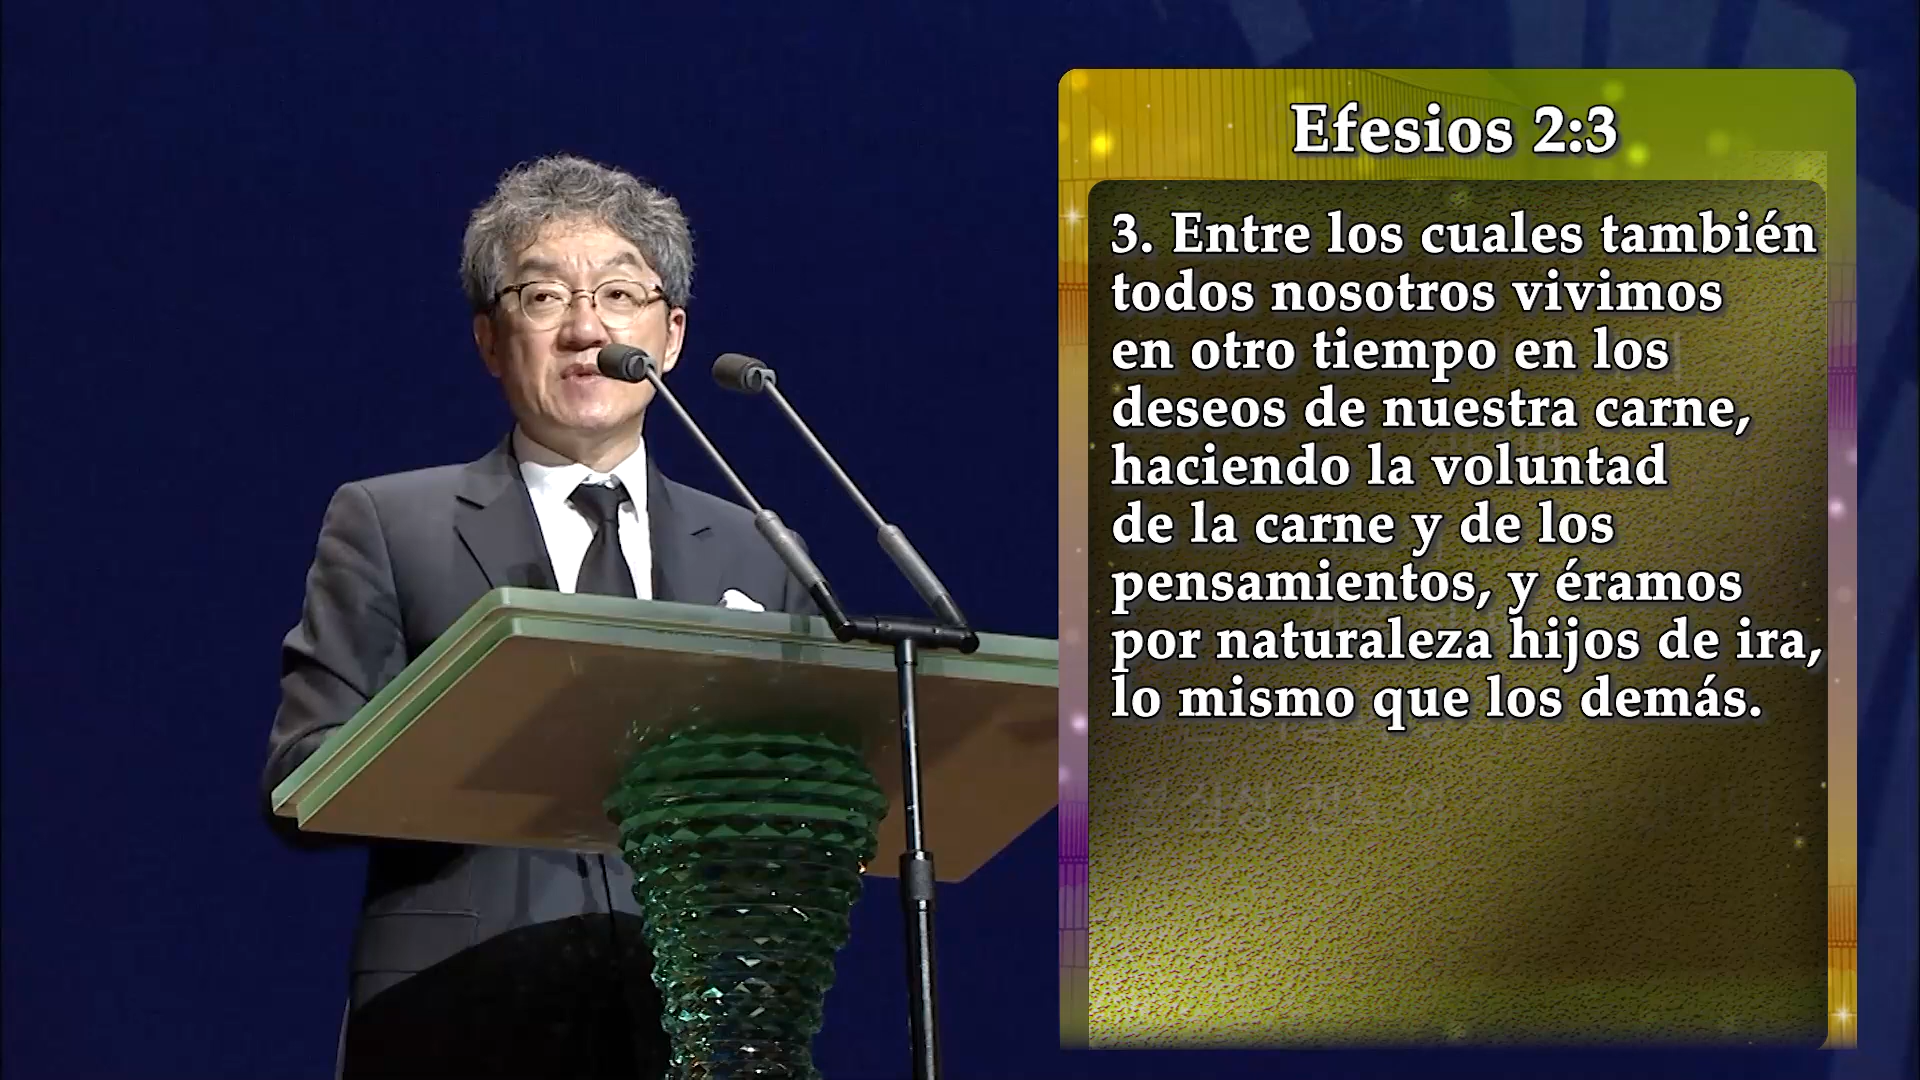 Efesios 2:3
3. Entre los cuales también
todos nosotros vivimos
en otro tiempo en los
deseos de nuestra carne,
haciendo la voluntad
de la carne y de los
pensamientos, y éramos
por naturaleza hijos de ira,
lo mismo que los demás.